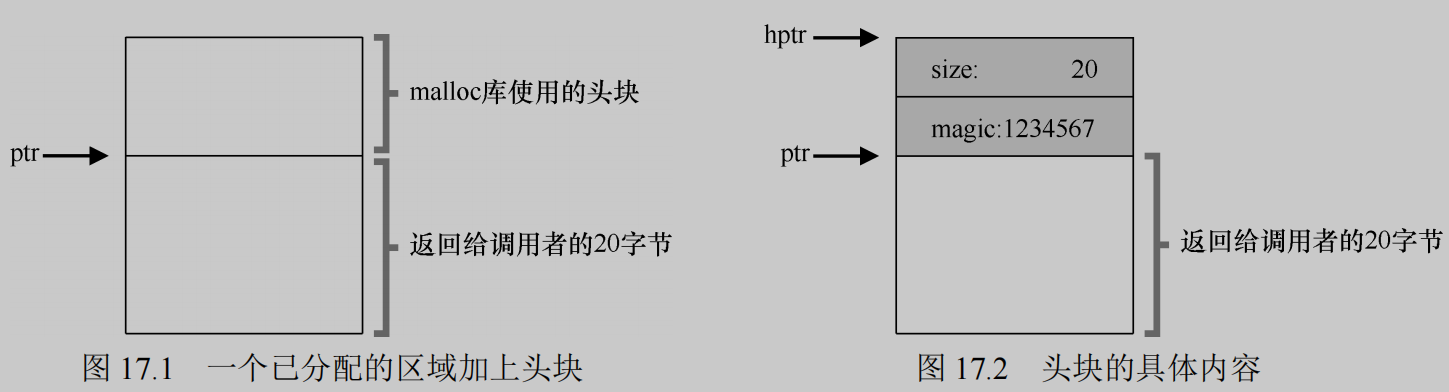 malloc库使用的头块
ptr
返回给调用者的20字节
图 17.1 一个已分配的区域加上头块
hptr
size: 20
magic:1234567
ptr
返回给调用者的20字节
图 17.2 头块的具体内容